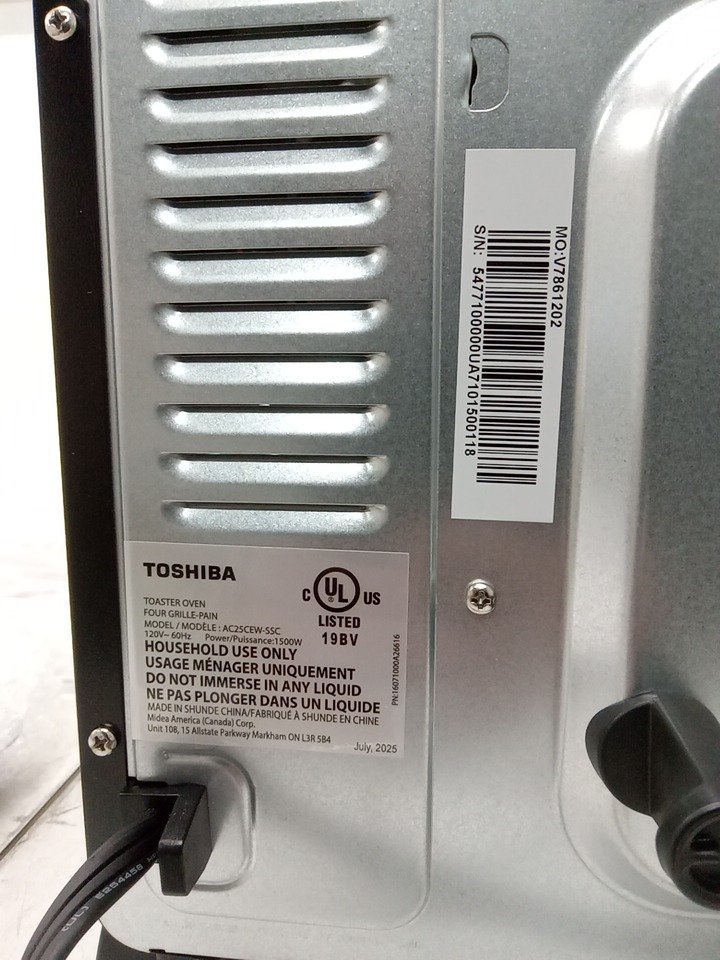 MO:V7861202
S/N: 54771000000UA7101500118
TOSHIBA
TOASTER OVEN
FOUR GRILLE-PAIN
MODEL / MODÈLE : AC25CEW-SSC
120V~ 60Hz Power/Puissance:1500W
HOUSEHOLD USE ONLY
USAGE MÉNAGER UNIQUEMENT
DO NOT IMMERSE IN ANY LIQUID
NE PAS PLONGER DANS UN LIQUIDE
MADE IN SHUNDE CHINA/FABRIQUÉ À SHUNDE EN CHINE
Midea America (Canada) Corp.
Unit 10B, 15 Allstate Parkway Markham ON L3R 5B4
July, 2025
C UL ® US
LISTED
19BV
PN:16071000A26616
E254458